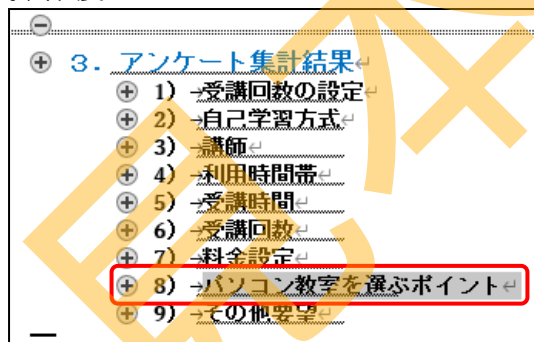 3. アンケート集計結果
1) 受講回数の設定
2) 自己学習方式
3) 講師
4) 利用時間帯
5) 受講時間
6) 受講回数
7) 料金設定
8) パソコン教室を選ぶポイント
9) その他要望